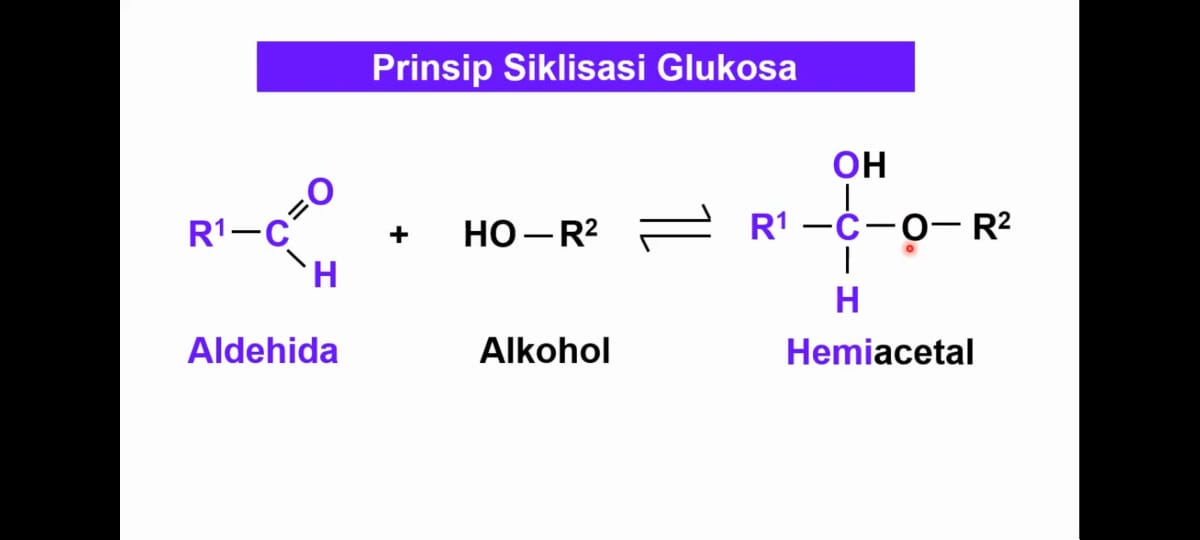 Prinsip Siklisasi Glukosa
OH
O
R¹—C + HO—R² ⇌ R¹—C—O—R²
H
H
Aldehida Alkohol Hemiacetal